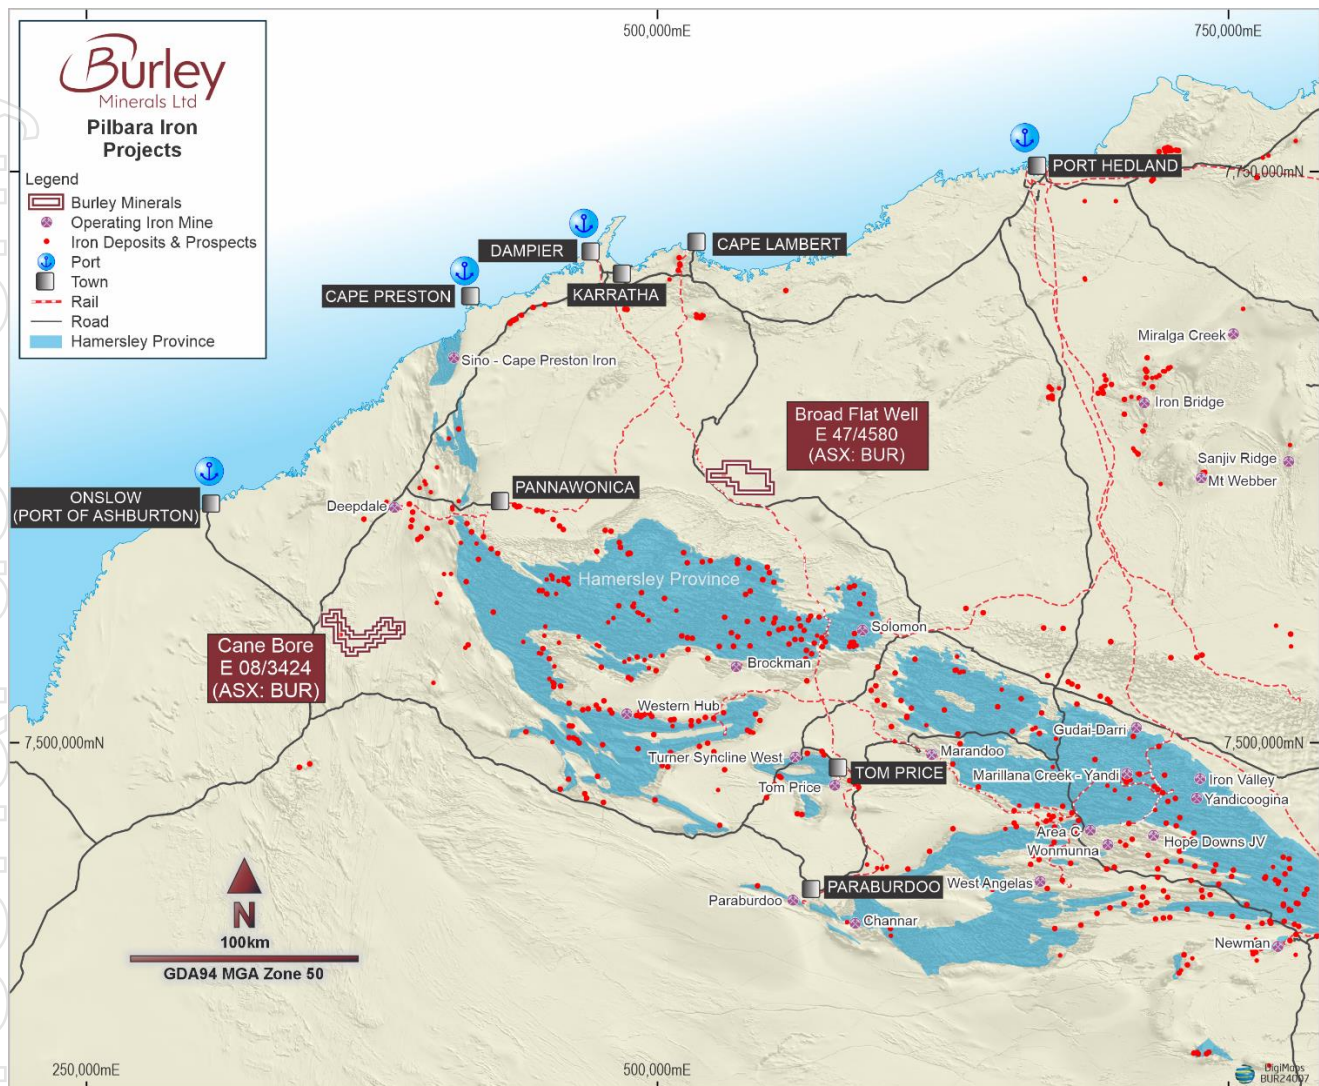 500,000mE
750,000mE
Burley
Minerals Ltd
Pilbara Iron
Projects
Legend
Burley Minerals
Operating Iron Mine
Iron Deposits & Prospects
Port
Town
Rail
Road
Hamersley Province
PORT HEDLAND
7,750,000mN
DAMPIER
CAPE LAMBERT
CAPE PRESTON
KARRATHA
Miralga Creek
Sino - Cape Preston Iron
Iron Bridge
Broad Flat Well
E 47/4580
(ASX: BUR)
Sanjiv Ridge
Mt Webber
PANNAWONICA
ONSLOW
(PORT OF ASHBURTON)
Deepdale
Hamersley Province
Solomon
Cane Bore
E 08/3424
(ASX: BUR)
Brockman
Western Hub
Gudai-Darri
7,500,000mN
7,500,000mN
Turner Syncline West
Marandoo
TOM PRICE
Marillana Creek - Yandi
Iron Valley
Tom Price
Yandicoogina
Area C
Hope Downs JV
Wonmunna
PARABURDOO
West Angelas
Paraburdoo
Channar
N
100km
GDA94 MGA Zone 50
Newman
250,000mE
500,000mE
DigiMaps
BUR24007